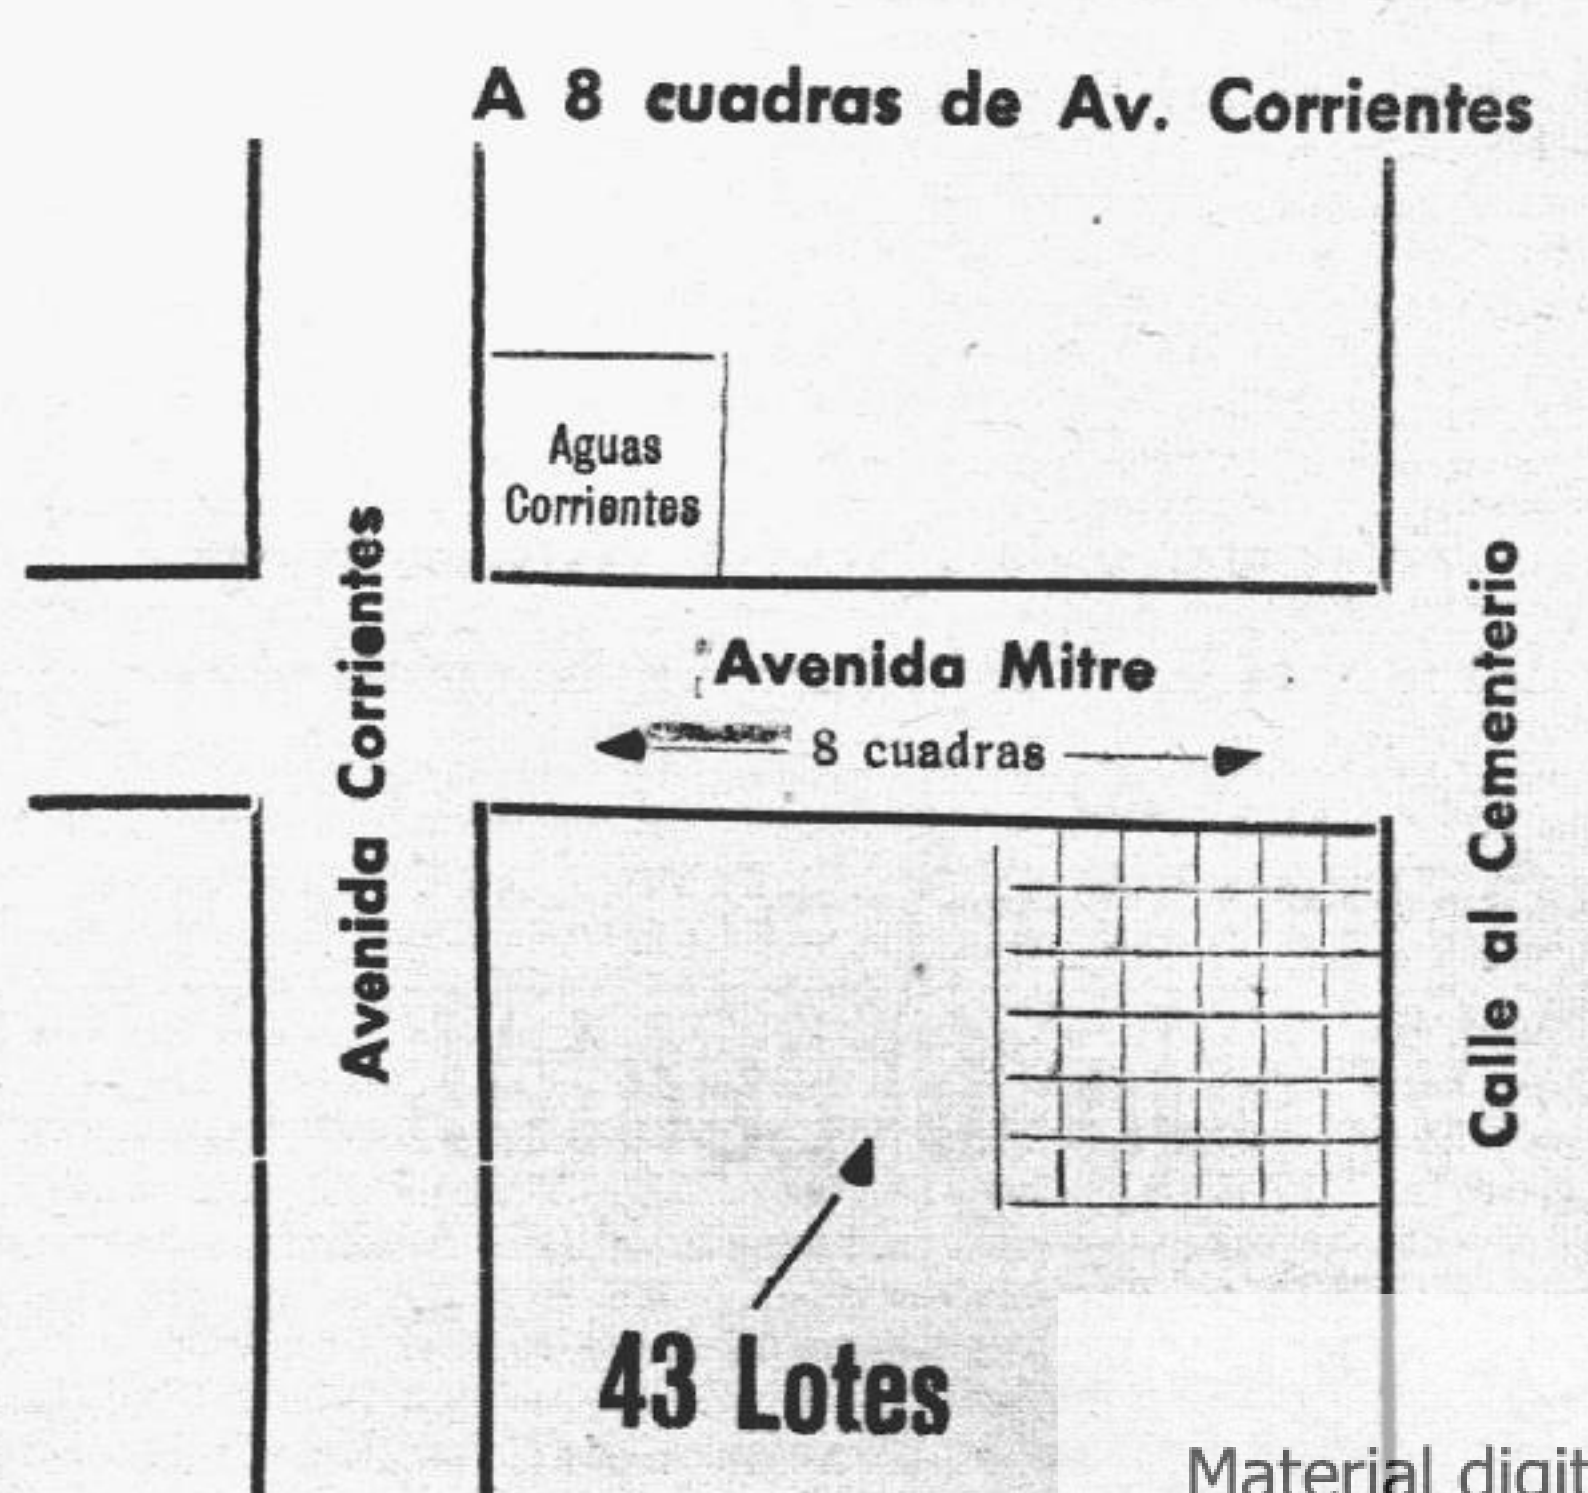 A 8 cuadras de Av. Corrientes
Aguas
Corrientes
Avenida Corrientes
Avenida Mitre
8 cuadras
Calle al Cementerio
43 Lotes
Material digit